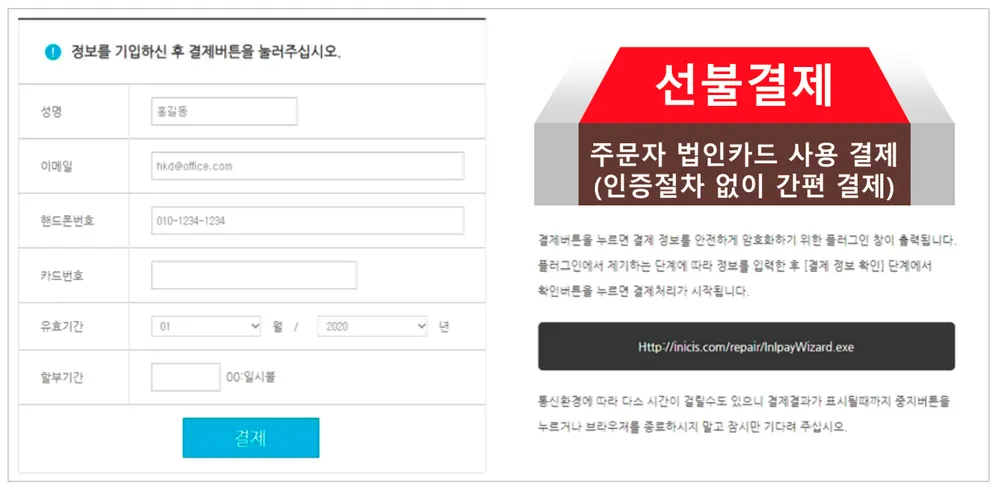 ! 정보를 기입하신 후 결제버튼을 눌러주십시오.
성명
홍길동
이메일
hkd@office.com
핸드폰번호
010-1234-1234
카드번호
유효기간
01 월 / 2020 년
할부기간
00:일시불
결제
선불결제
주문자 법인카드 사용 결제
(인증절차 없이 간편 결제)
결제버튼을 누르면 결제 정보를 안전하게 암호화하기 위한 플러그인 창이 출력됩니다.
플러그인에서 제기하는 단계에 따라 정보를 입력한 후 [결제 정보 확인] 단계에서
확인버튼을 누르면 결제처리가 시작됩니다.
Http://inicis.com/repair/InIpayWizard.exe
통신환경에 따라 다소 시간이 걸릴수도 있으니 결제결과가 표시될때까지 중지버튼을
누르거나 브라우저를 종료하시지 말고 잠시만 기다려 주십시오.